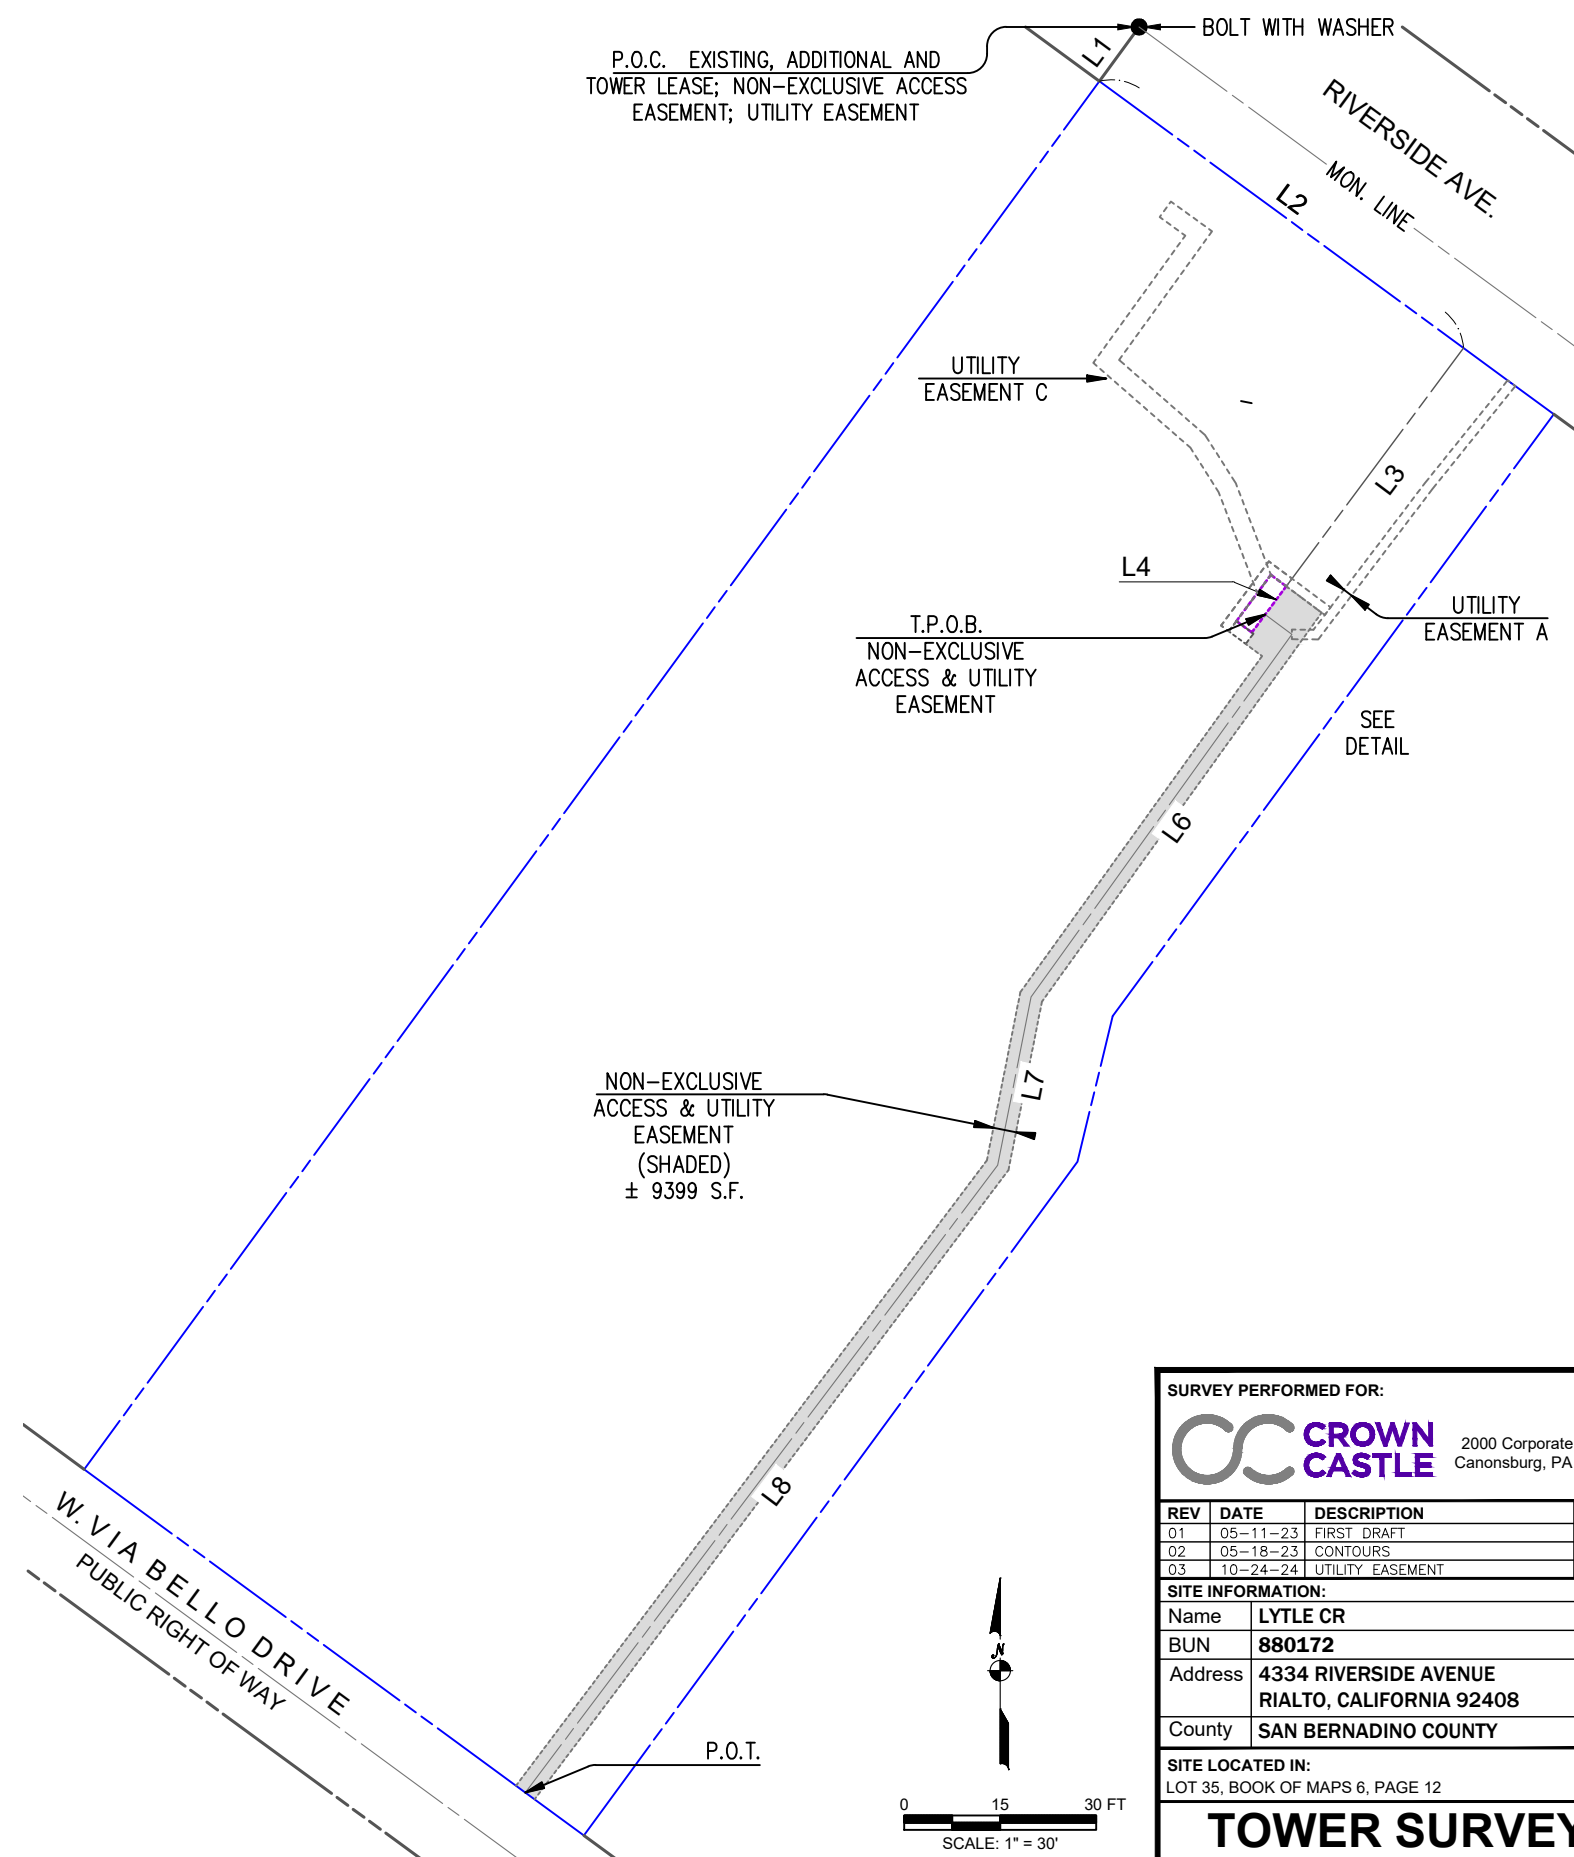 BOLT WITH WASHER
P.O.C. EXISTING, ADDITIONAL AND
TOWER LEASE; NON-EXCLUSIVE ACCESS
EASEMENT; UTILITY EASEMENT
L1
RIVERSIDE AVE.
MON. LINE
L2
UTILITY
EASEMENT C
L3
L4
UTILITY
EASEMENT A
T.P.O.B.
NON-EXCLUSIVE
ACCESS & UTILITY
EASEMENT
SEE
DETAIL
L6
L7
NON-EXCLUSIVE
ACCESS & UTILITY
EASEMENT
(SHADED)
± 9399 S.F.
L8
W. VIA BELLO DRIVE
PUBLIC RIGHT OF WAY
P.O.T.
N
0 15 30 FT
SCALE: 1" = 30'
SURVEY PERFORMED FOR:
CROWN
CASTLE
2000 Corporate
Canonsburg, PA
REV DATE DESCRIPTION
01 05-11-23 FIRST DRAFT
02 05-18-23 CONTOURS
03 10-24-24 UTILITY EASEMENT
SITE INFORMATION:
Name LYTLE CR
BUN 880172
Address 4334 RIVERSIDE AVENUE
RIALTO, CALIFORNIA 92408
County SAN BERNADINO COUNTY
SITE LOCATED IN:
LOT 35, BOOK OF MAPS 6, PAGE 12
TOWER SURVEY